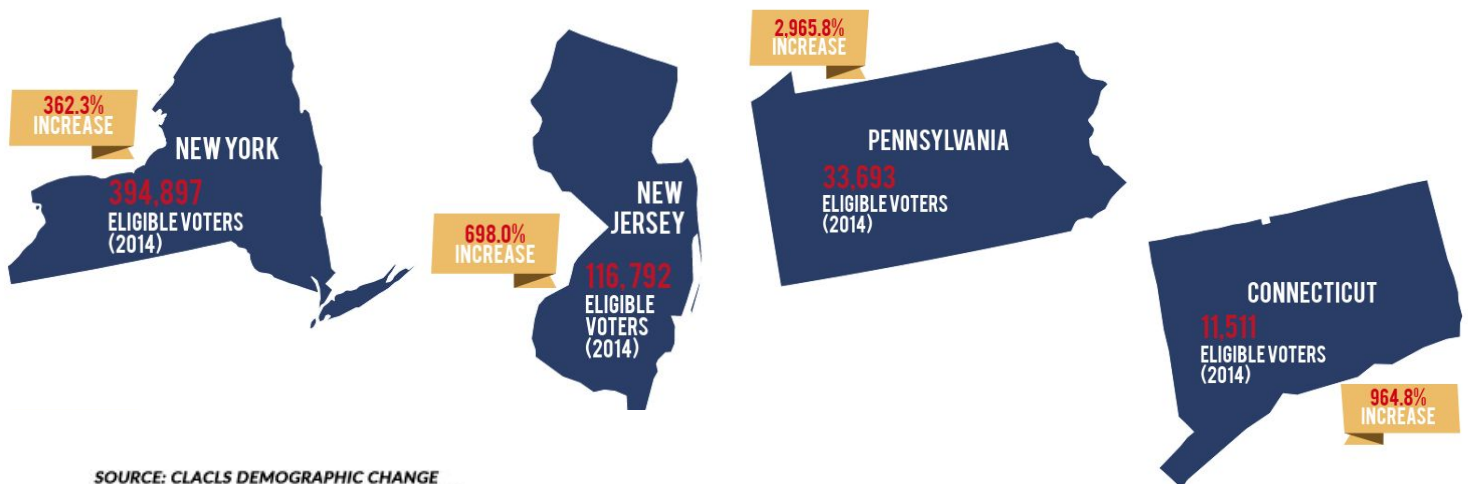 362.3%
INCREASE
NEW YORK
394,897
ELIGIBLE VOTERS
(2014)
698.0%
INCREASE
NEW
JERSEY
116,792
ELIGIBLE
VOTERS
(2014)
2,965.8%
INCREASE
PENNSYLVANIA
33,693
ELIGIBLE VOTERS
(2014)
CONNECTICUT
11,511
ELIGIBLE VOTERS
(2014)
964.8%
INCREASE
SOURCE: CLACLS DEMOGRAPHIC CHANGE